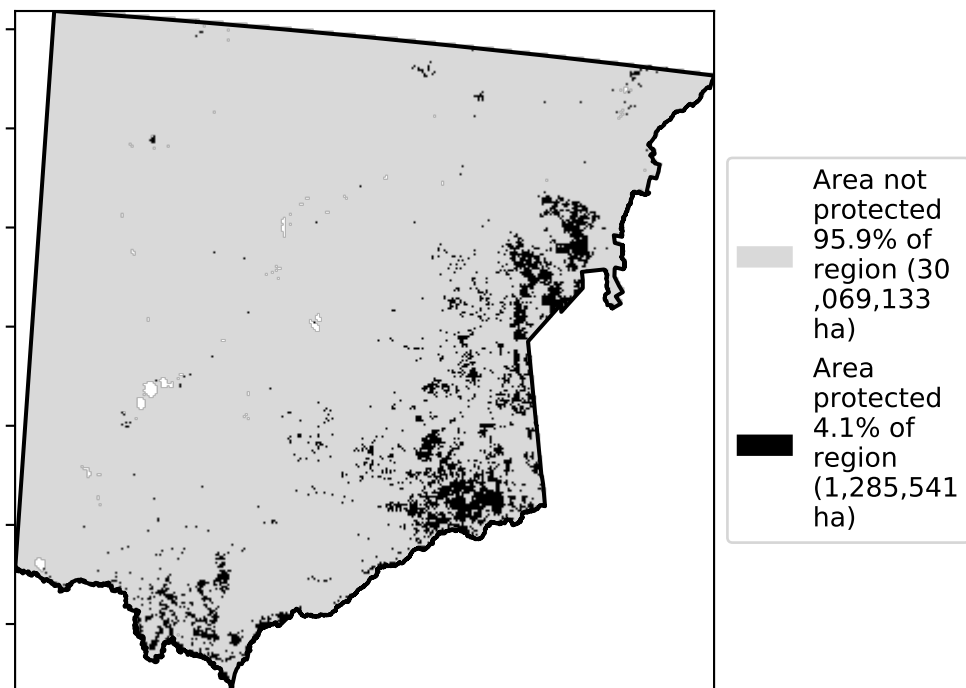 Area not
protected
95.9% of
region (30
,069,133
ha)
Area
protected
4.1% of
region
(1,285,541
ha)